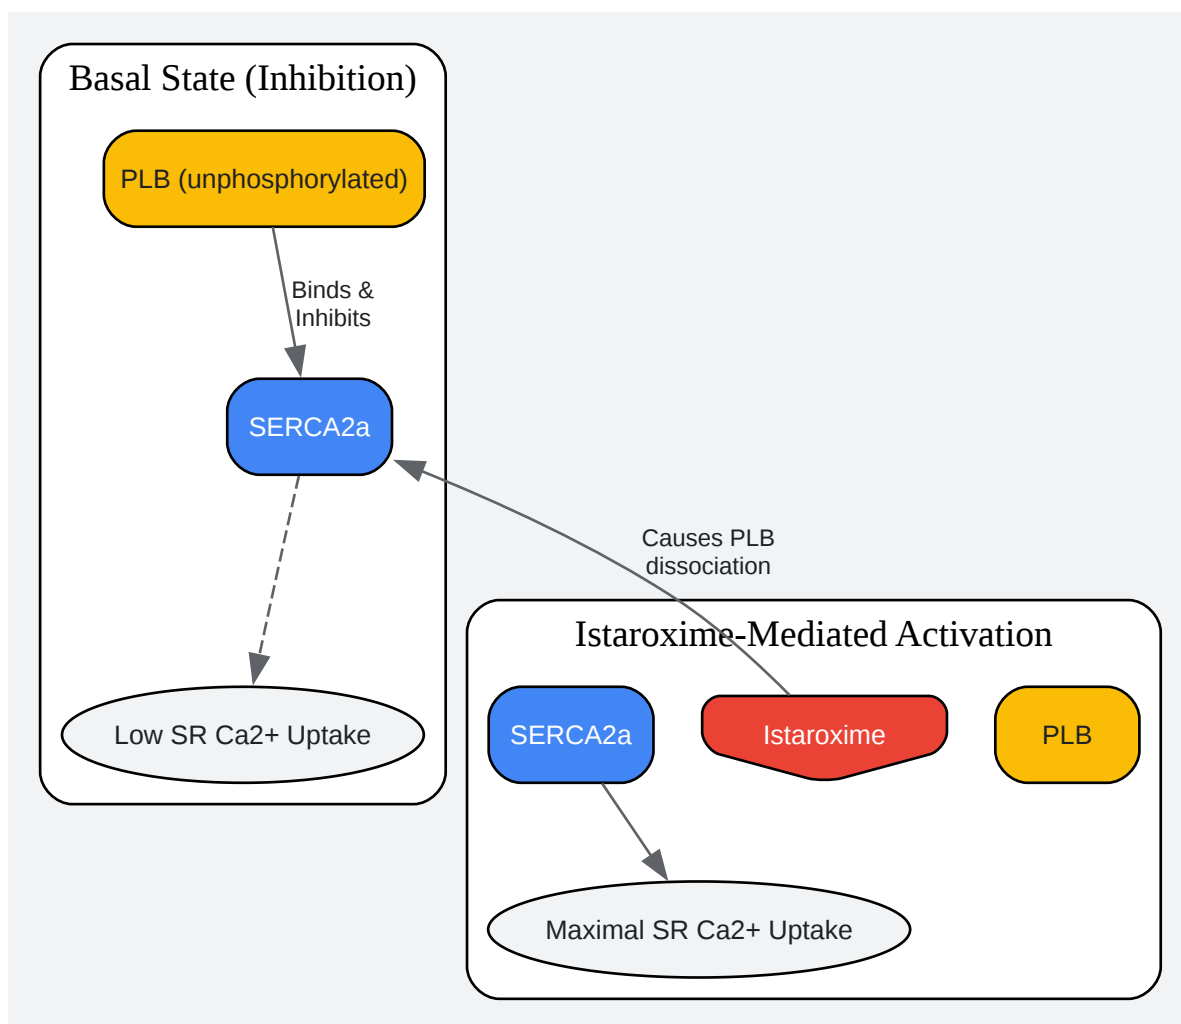 Basal State (Inhibition)
PLB (unphosphorylated)
Binds &
Inhibits
SERCA2a
Low SR Ca2+ Uptake
Causes PLB
dissociation
Istaroxime-Mediated Activation
SERCA2a
Istaroxime
PLB
Maximal SR Ca2+ Uptake